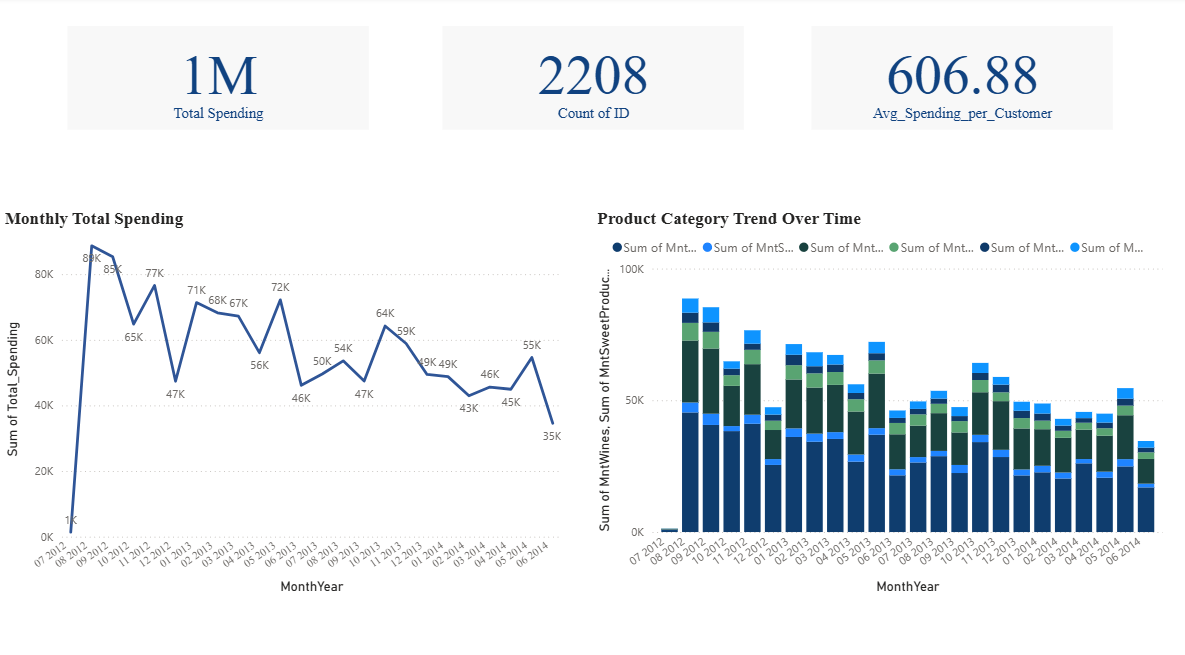 1M
Total Spending
2208
Count of ID
606.88
Avg_Spending_per_Customer
Monthly Total Spending
Sum of Total_Spending
80K
60K
40K
20K
0K
1K
89K
85K
65K
77K
47K
71K
68K
67K
56K
72K
46K
50K
54K
47K
64K
59K
49K
49K
43K
46K
45K
55K
35K
07 2012
08 2012
09 2012
10 2012
11 2012
12 2012
01 2013
02 2013
03 2013
04 2013
05 2013
06 2013
07 2013
08 2013
09 2013
10 2013
11 2013
12 2013
01 2014
02 2014
03 2014
04 2014
05 2014
06 2014
MonthYear
Product Category Trend Over Time
Sum of Mnt... Sum of MntS... Sum of Mnt... Sum of Mnt... Sum of Mnt... Sum of M...
Sum of MntWines, Sum of MntSweetProduc...
100K
50K
0K
07 2012
08 2012
09 2012
10 2012
11 2012
12 2012
01 2013
02 2013
03 2013
04 2013
05 2013
06 2013
07 2013
08 2013
09 2013
10 2013
11 2013
12 2013
01 2014
02 2014
03 2014
04 2014
05 2014
06 2014
MonthYear